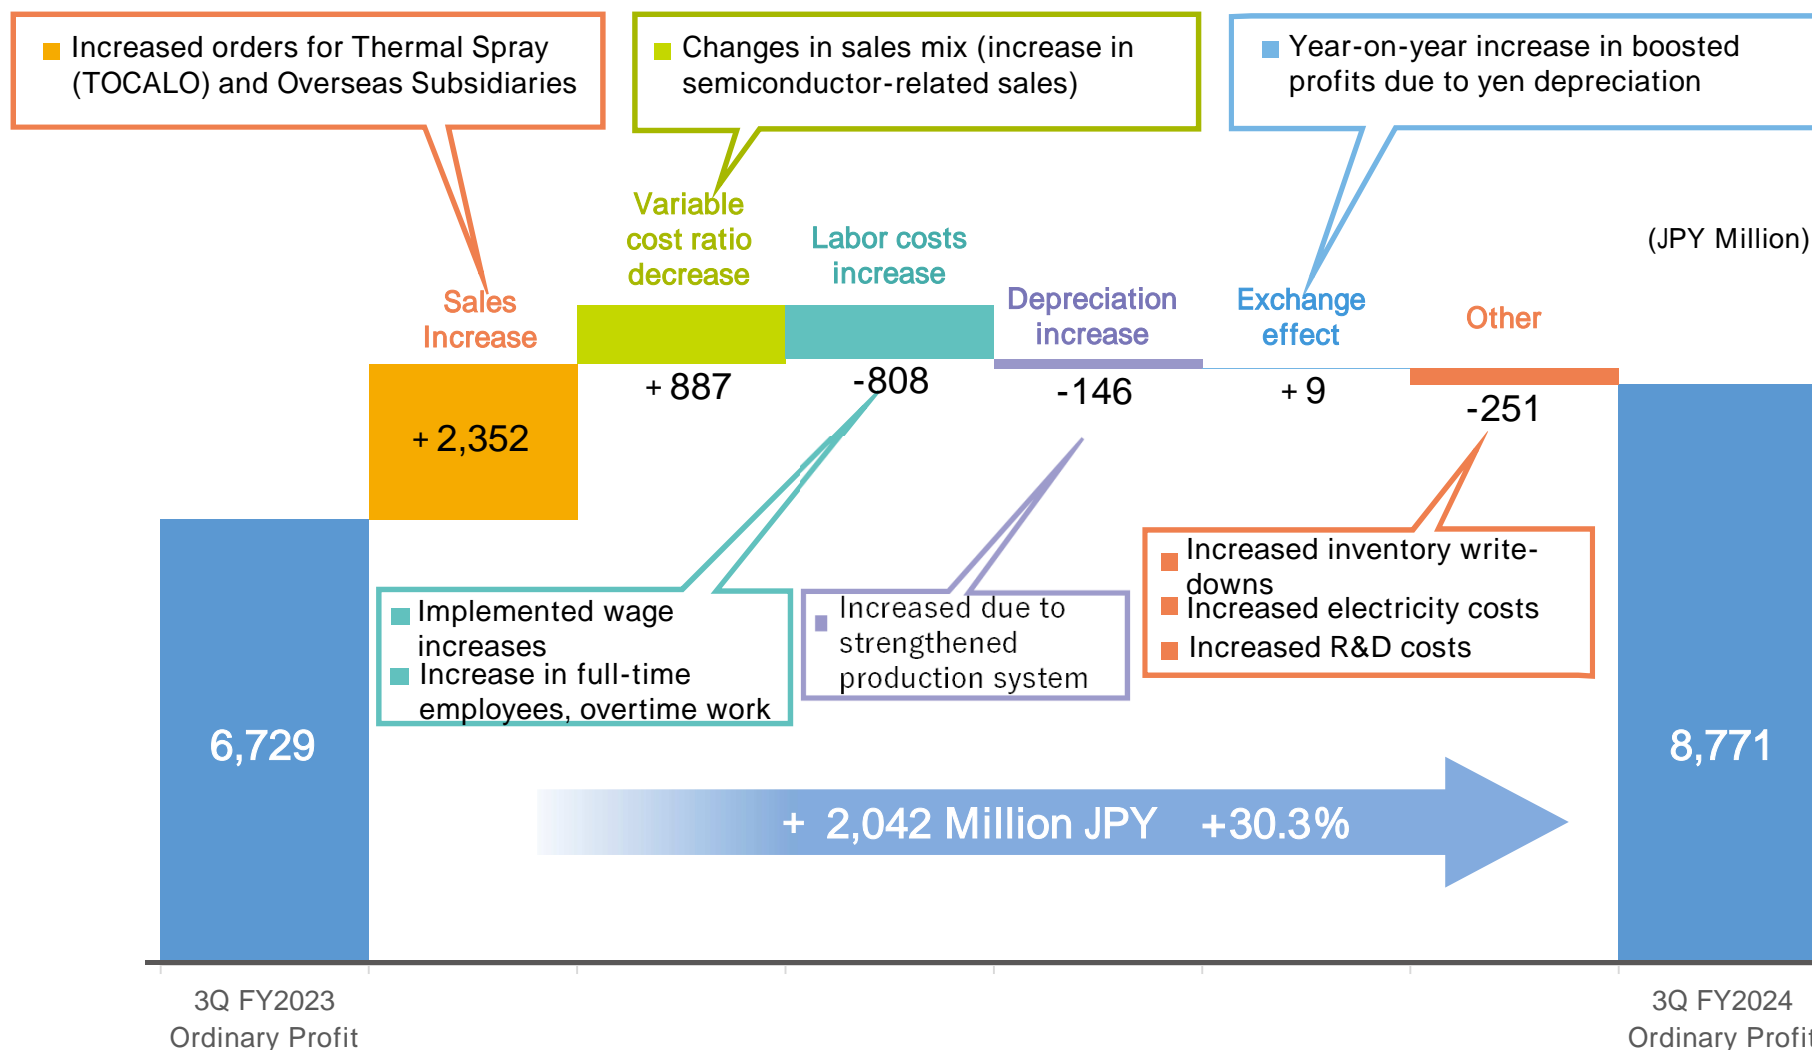 Increased orders for Thermal Spray
(TOCALO) and Overseas Subsidiaries
Changes in sales mix (increase in
semiconductor-related sales)
Year-on-year increase in boosted
profits due to yen depreciation
(JPY Million)
Sales
Increase
Variable
cost ratio
decrease
Labor costs
increase
Depreciation
increase
Exchange
effect
Other
+ 2,352
+ 887
-808
-146
+ 9
-251
Implemented wage
increases
Increase in full-time
employees, overtime work
Increased due to
strengthened
production system
Increased inventory write-
downs
Increased electricity costs
Increased R&D costs
6,729
8,771
+ 2,042 Million JPY +30.3%
3Q FY2023
Ordinary Profit
3Q FY2024
Ordinary Profit